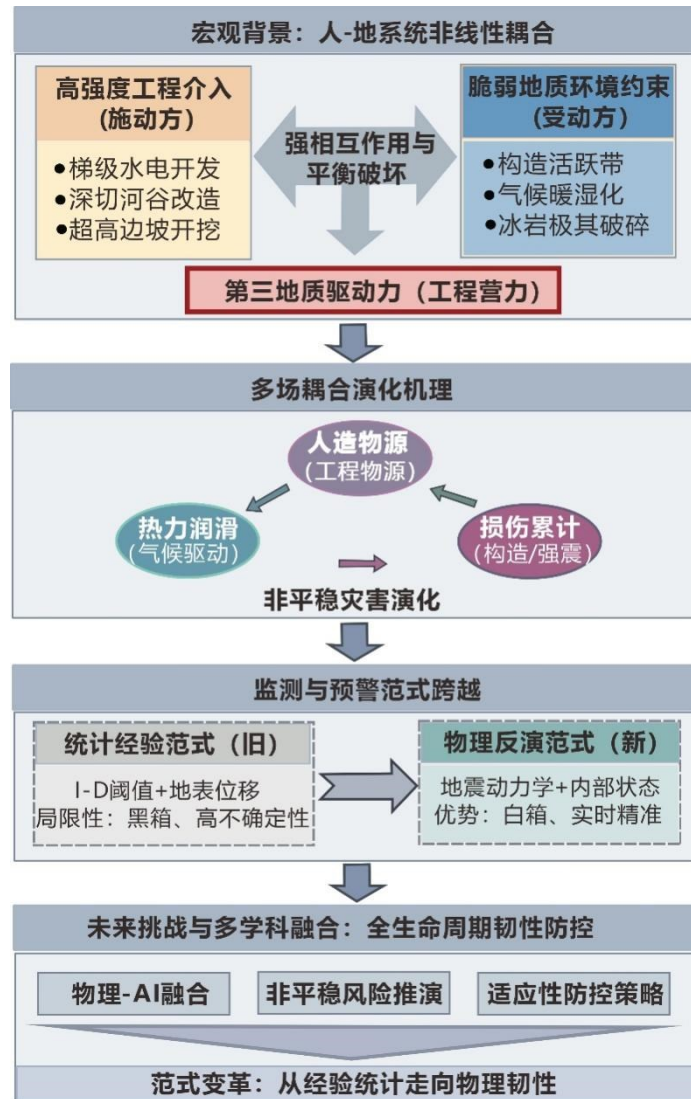 宏观背景：人-地系统非线性耦合
高强度工程介入
(施动方)
●梯级水电开发
●深切河谷改造
●超高边坡开挖
强相互作用与
平衡破坏
脆弱地质环境约束
(受动方)
●构造活跃带
●气候暖湿化
●冰岩极其破碎
第三地质驱动力（工程营力）
多场耦合演化机理
人造物源
(工程物源)
热力润滑
(气候驱动)
损伤累计
(构造/强震)
非平稳灾害演化
监测与预警范式跨越
统计经验范式（旧）
I-D阈值+地表位移
局限性：黑箱、高不确定性
物理反演范式（新）
地震动力学+内部状态
优势：白箱、实时精准
未来挑战与多学科融合：全生命周期韧性防控
物理-AI融合
非平稳风险推演
适应性防控策略
范式变革：从经验统计走向物理韧性